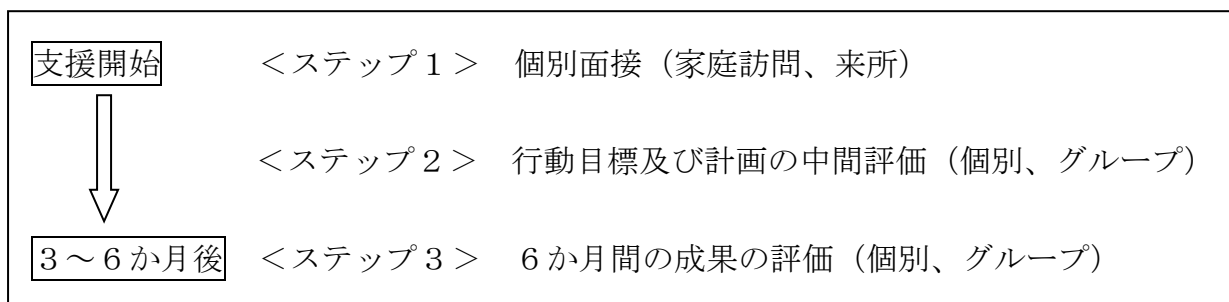 支援開始 <ステップ1> 個別面接(家庭訪問、来所)
<ステップ2> 行動目標及び計画の中間評価(個別、グループ)
3~6か月後 <ステップ3> 6か月間の成果の評価(個別、グループ)